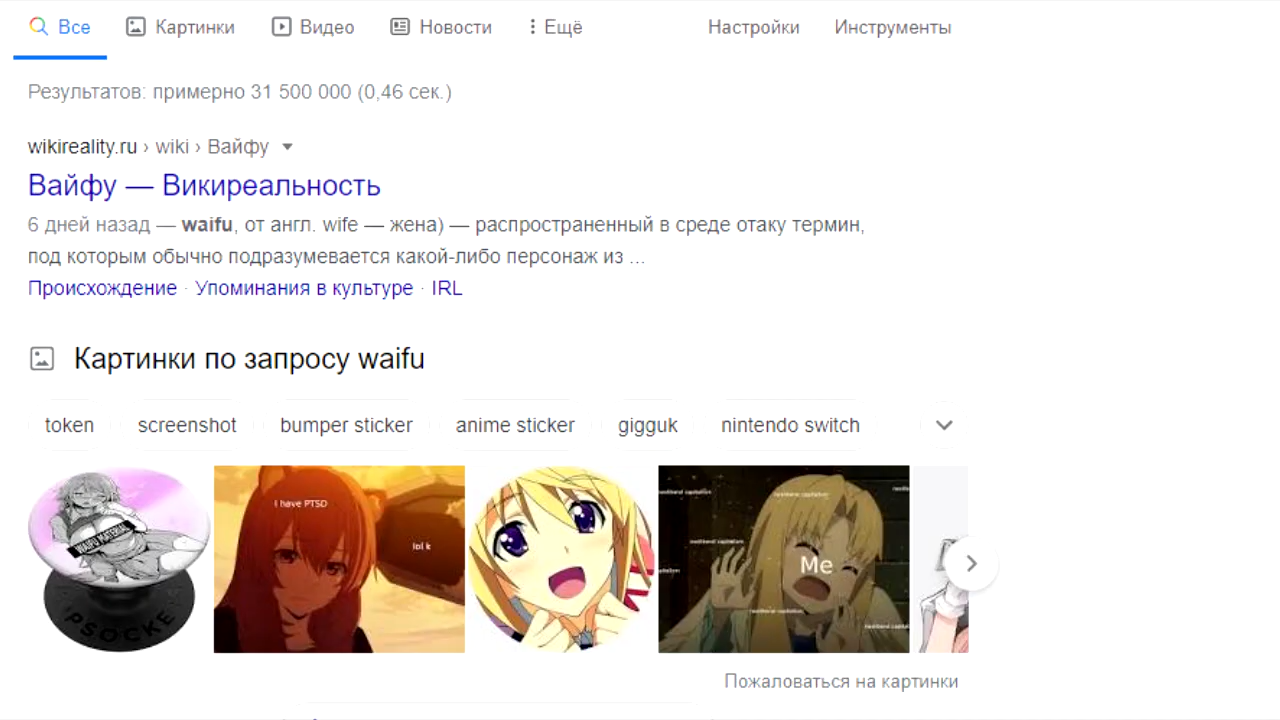 Все Картинки Видео Новости Ещё Настройки Инструменты
Результатов: примерно 31 500 000 (0,46 сек.)
wikireality.ru › wiki › Вайфу
Вайфу — Викиреальность
6 дней назад — waifu, от англ. wife — жена) — распространенный в среде отаку термин,
под которым обычно подразумевается какой-либо персонаж из ...
Происхождение · Упоминания в культуре · IRL
Картинки по запросу waifu
token screenshot bumper sticker anime sticker gigguk nintendo switch
WAIFU MATERIAL
I have PTSD
lol k
Me
Пожаловаться на картинки